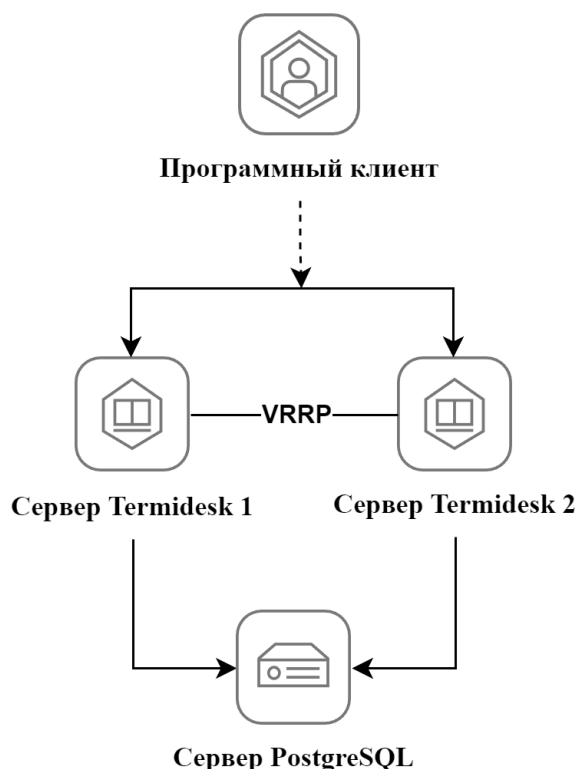 Программный клиент
VRRP
Сервер Termidesk 1
Сервер Termidesk 2
Сервер PostgreSQL